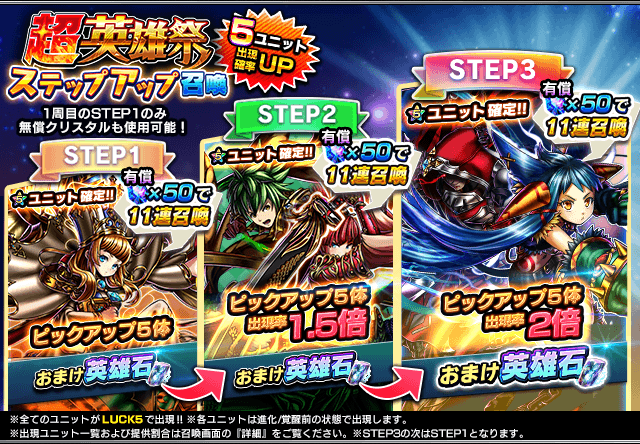 超英雄祭
ステップアップ召喚
5ユニット
出現確率UP
1周目のSTEP1のみ
無償クリスタルも使用可能！
STEP1
ユニット確定!!
有償
×50で
11連召喚
ピックアップ5体
おまけ英雄石
STEP2
ユニット確定!!
有償
×50で
11連召喚
ピックアップ5体
出現率1.5倍
おまけ英雄石
STEP3
ユニット確定!!
有償
×50で
11連召喚
ピックアップ5体
出現率2倍
おまけ英雄石
※全てのユニットがLUCK5で出現!! ※各ユニットは進化/覚醒前の状態で出現します。
※出現ユニット一覧および提供割合は召喚画面の『詳細』をご覧ください。※STEP3の次はSTEP1となります。